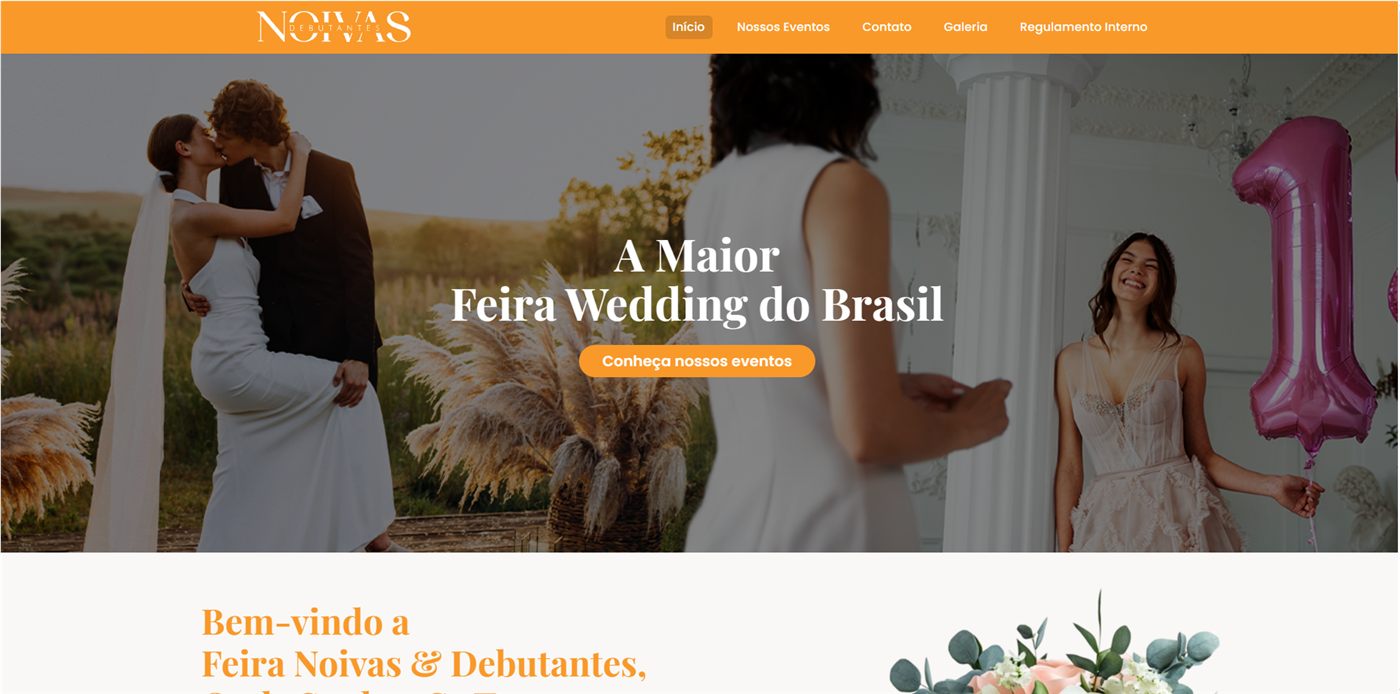 NOIVAS
DEBUTANTES
Início
Nossos Eventos
Contato
Galeria
Regulamento Interno
A Maior
Feira Wedding do Brasil
Conheça nossos eventos
Bem-vindo a
Feira Noivas & Debutantes,